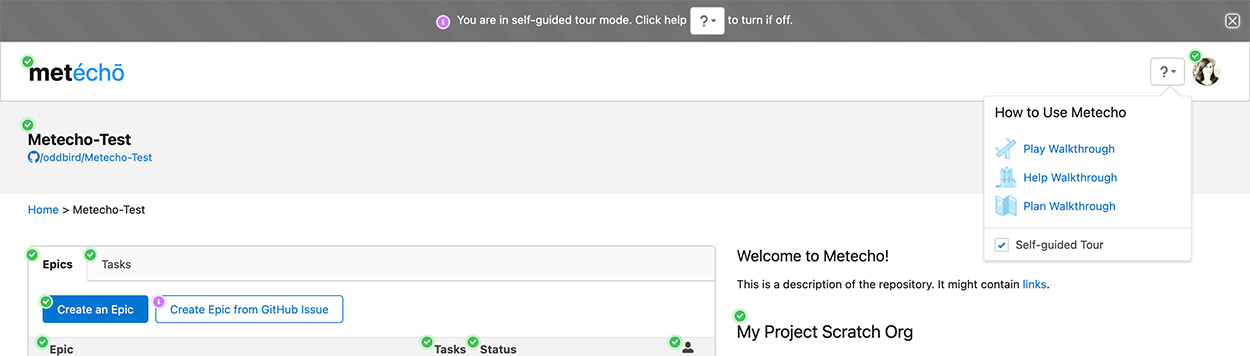 You are in self-guided tour mode. Click help ? to turn if off.
metéchō
?
How to Use Metecho
Play Walkthrough
Help Walkthrough
Plan Walkthrough
Self-guided Tour
Metecho-Test
/oddbird/Metecho-Test
Home > Metecho-Test
Epics Tasks
Create an Epic Create Epic from GitHub Issue
Epic Tasks Status
Welcome to Metecho!
This is a description of the repository. It might contain links.
My Project Scratch Org